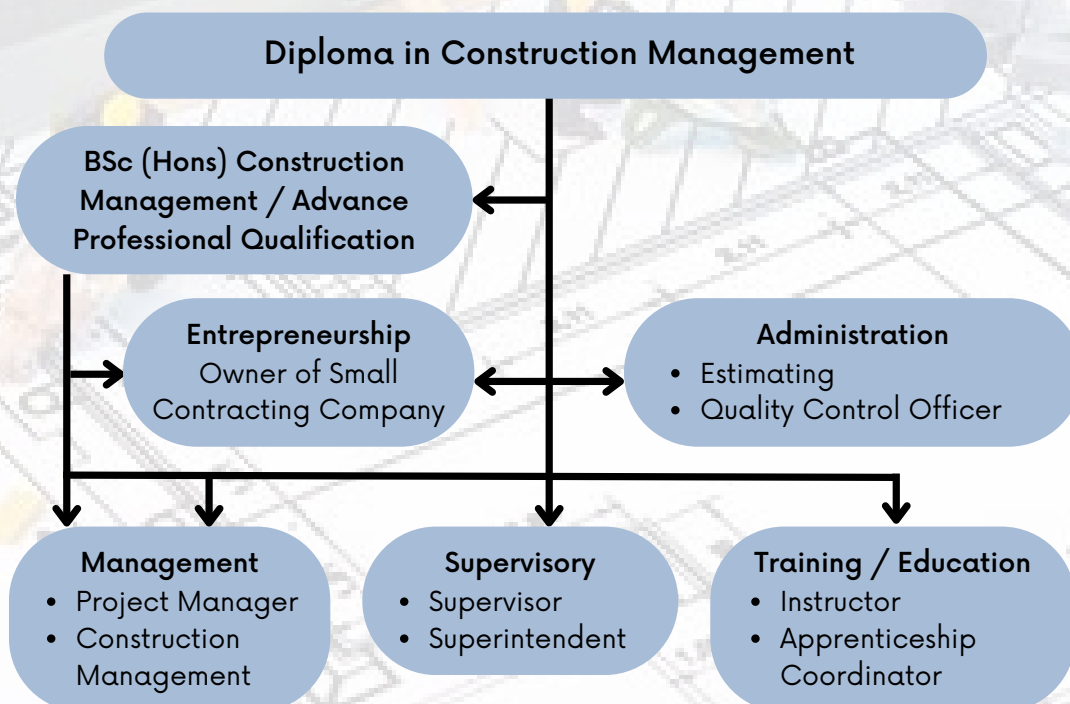 Diploma in Construction Management
BSc (Hons) Construction
Management / Advance
Professional Qualification
Entrepreneurship
Owner of Small
Contracting Company
Administration
• Estimating
• Quality Control Officer
Management
• Project Manager
• Construction
Management
Supervisory
• Supervisor
• Superintendent
Training / Education
• Instructor
• Apprenticeship
Coordinator